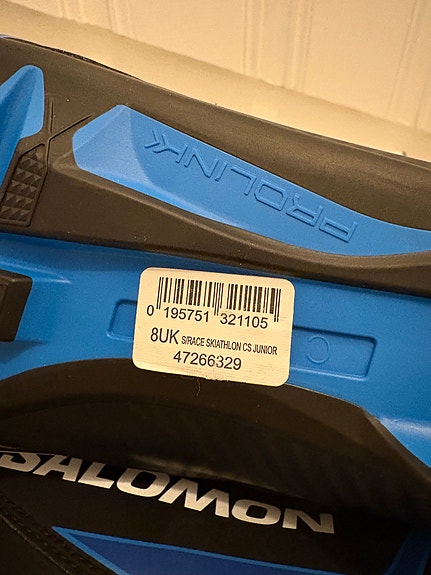 PROLINK
0 195751 321105
8UK S/RACE SKIATHLON CS JUNIOR
47266329
C
SALOMON